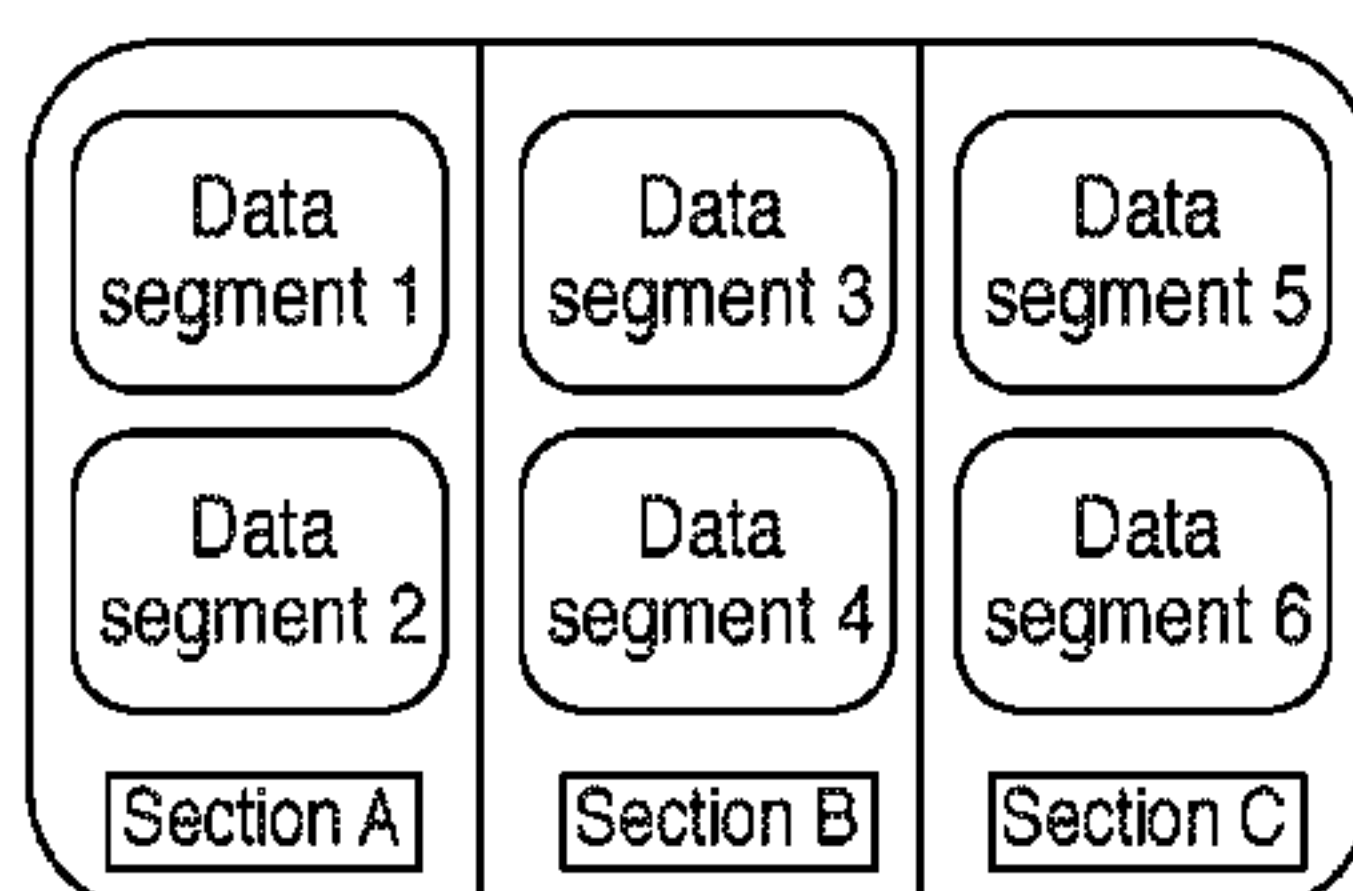 Data
segment 1
Data
segment 3
Data
segment 5
Data
segment 2
Data
segment 4
Data
segment 6
Section A
Section B
Section C